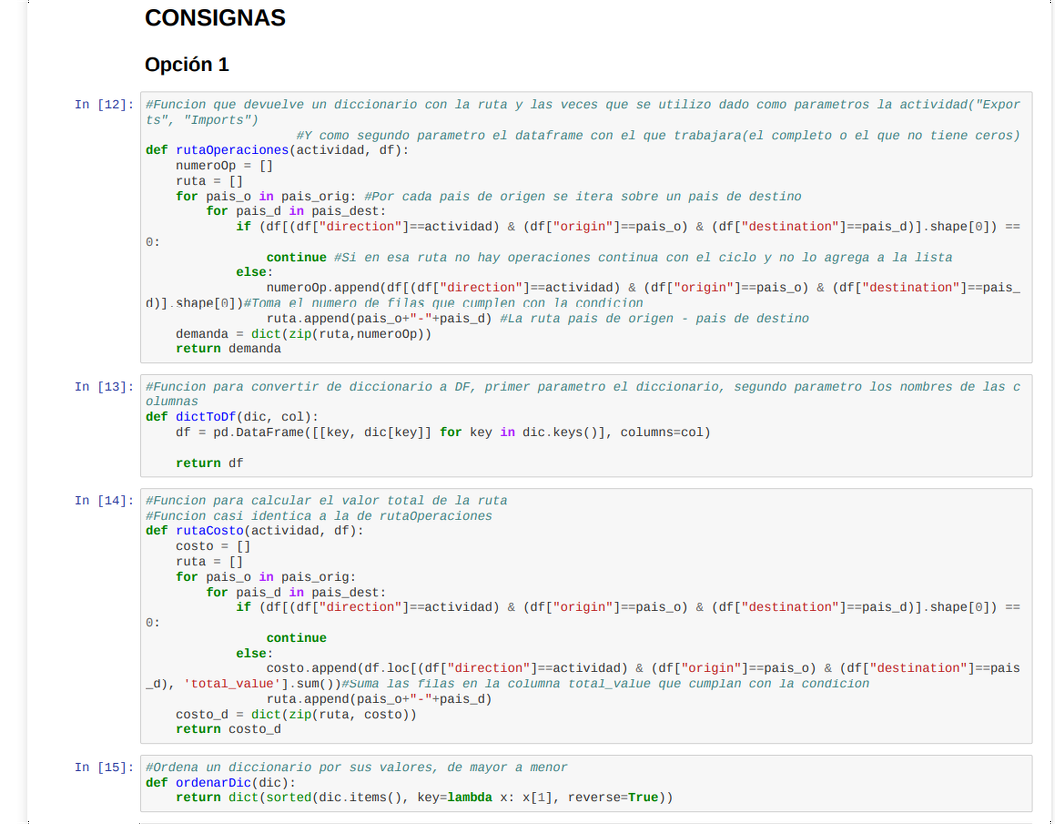 CONSIGNAS
Opción 1
In [12]: #Funcion que devuelve un diccionario con la ruta y las veces que se utilizo dado como parametros la actividad("Expor
ts", "Imports")
#Y como segundo parametro el dataframe con el que trabajara(el completo o el que no tiene ceros)
def rutaOperaciones(actividad, df):
numeroOp = []
ruta = []
for pais_o in pais_orig: #Por cada pais de origen se itera sobre un pais de destino
for pais_d in pais_dest:
if (df[(df["direction"]==actividad) & (df["origin"]==pais_o) & (df["destination"]==pais_d)].shape[0]) ==
0:
continue #Si en esa ruta no hay operaciones continua con el ciclo y no lo agrega a la lista
else:
numeroOp.append(df[(df["direction"]==actividad) & (df["origin"]==pais_o) & (df["destination"]==pais_
d)].shape[0])#Toma el numero de filas que cumplen con la condicion
ruta.append(pais_o+"-"+pais_d) #La ruta pais de origen - pais de destino
demanda = dict(zip(ruta,numeroOp))
return demanda
In [13]: #Funcion para convertir de diccionario a DF, primer parametro el diccionario, segundo parametro los nombres de las c
olumnas
def dictToDf(dic, col):
df = pd.DataFrame([[key, dic[key]] for key in dic.keys()], columns=col)
return df
In [14]: #Funcion para calcular el valor total de la ruta
#Funcion casi identica a la de rutaOperaciones
def rutaCosto(actividad, df):
costo = []
ruta = []
for pais_o in pais_orig:
for pais_d in pais_dest:
if (df[(df["direction"]==actividad) & (df["origin"]==pais_o) & (df["destination"]==pais_d)].shape[0]) ==
0:
continue
else:
costo.append(df.loc[(df["direction"]==actividad) & (df["origin"]==pais_o) & (df["destination"]==pais
_d), 'total_value'].sum())#Suma las filas en la columna total_value que cumplan con la condicion
ruta.append(pais_o+"-"+pais_d)
costo_d = dict(zip(ruta, costo))
return costo_d
In [15]: #Ordena un diccionario por sus valores, de mayor a menor
def ordenarDic(dic):
return dict(sorted(dic.items(), key=lambda x: x[1], reverse=True))